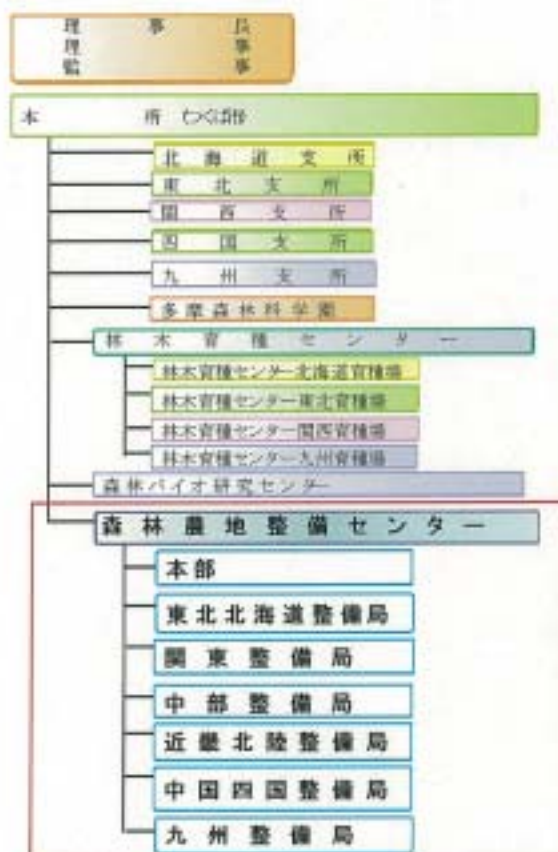 理事長
理事
監事
本所(つくば市)
北海道支所
東北支所
関西支所
四国支所
九州支所
多摩森林科学園
林木育種センター
林木育種センター北海道育種場
林木育種センター東北育種場
林木育種センター関西育種場
林木育種センター九州育種場
森林バイオ研究センター
森林農地整備センター
本部
東北北海道整備局
関東整備局
中部整備局
近畿北陸整備局
中国四国整備局
九州整備局